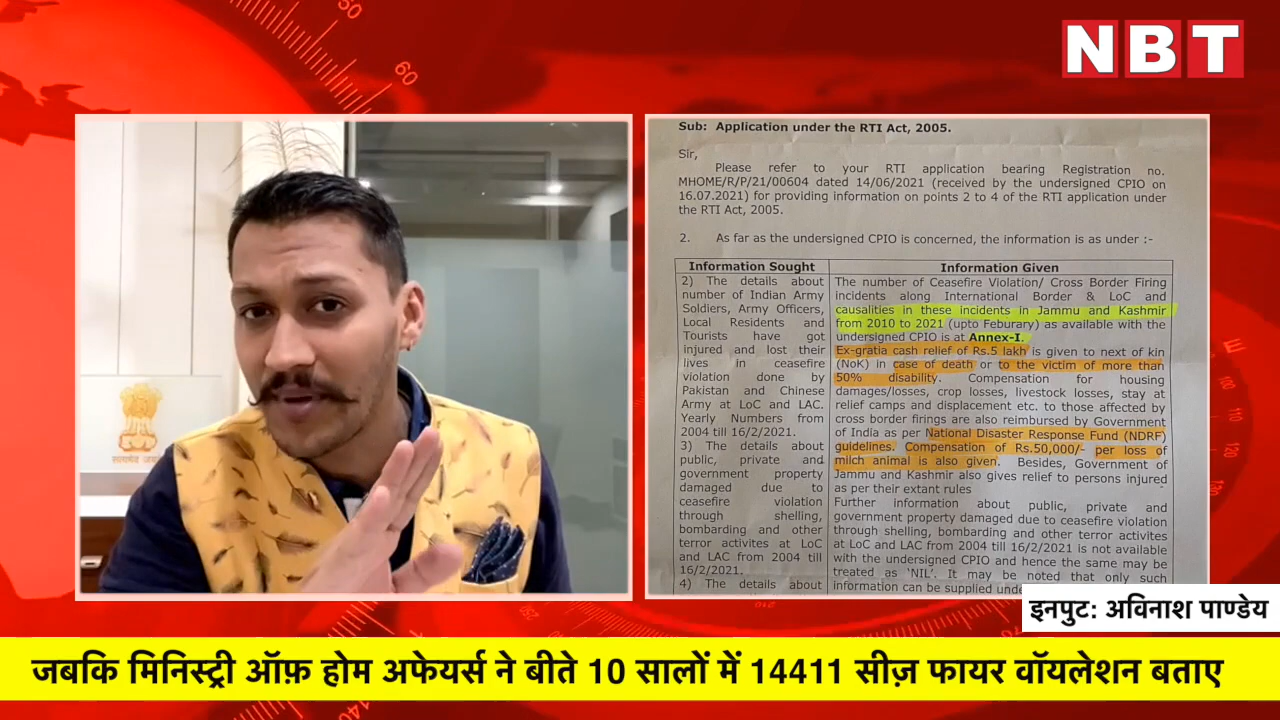 NBT
Sub: Application under the RTI Act, 2005.
Sir,
Please refer to your RTI application bearing Registration no.
MHOME/R/P/21/00604 dated 14/06/2021 (received by the undersigned CPIO on
16.07.2021) for providing information on points 2 to 4 of the RTI application under
the RTI Act, 2005.
2. As far as the undersigned CPIO is concerned, the information is as under :-
Information Sought
2) The details about
number of Indian Army
Soldiers, Army Officers,
Local Residents and
Tourists have got
injured and lost their
lives in ceasefire
violation done by
Pakistan and Chinese
Army at LoC and LAC.
Yearly Numbers from
2004 till 16/2/2021.
3) The details about
public, private and
government property
damaged due to
ceasefire violation
through shelling,
bombarding and other
terror activites at LoC
and LAC from 2004 till
16/2/2021.
4) The details about
Information Given
The number of Ceasefire Violation/ Cross Border Firing
incidents along International Border & LoC and
causalities in these incidents in Jammu and Kashmir
from 2010 to 2021 (upto Feburary) as available with the
undersigned CPIO is at Annex-I.
Ex-gratia cash relief of Rs.5 lakh is given to next of kin
(NoK) in case of death or to the victim of more than
50% disability. Compensation for housing
damages/losses, crop losses, livestock losses, stay at
relief camps and displacement etc. to those affected by
cross border firings are also reimbursed by Government
of India as per National Disaster Response Fund (NDRF)
guidelines. Compensation of Rs.50,000/- per loss of
milch animal is also given. Besides, Government of
Jammu and Kashmir also gives relief to persons injured
as per their extant rules
Further information about public, private and
government property damaged due to ceasefire violation
through shelling, bombarding and other terror activites
at LoC and LAC from 2004 till 16/2/2021 is not available
with the undersigned CPIO and hence the same may be
treated as 'NIL'. It may be noted that only such
information can be supplied unde
इनपुट: अविनाश पाण्डेय
जबकि मिनिस्ट्री ऑफ़ होम अफेयर्स ने बीते 10 सालों में 14411 सीज़ फायर वॉयलेशन बताए
50
60
100
110
120
130
210